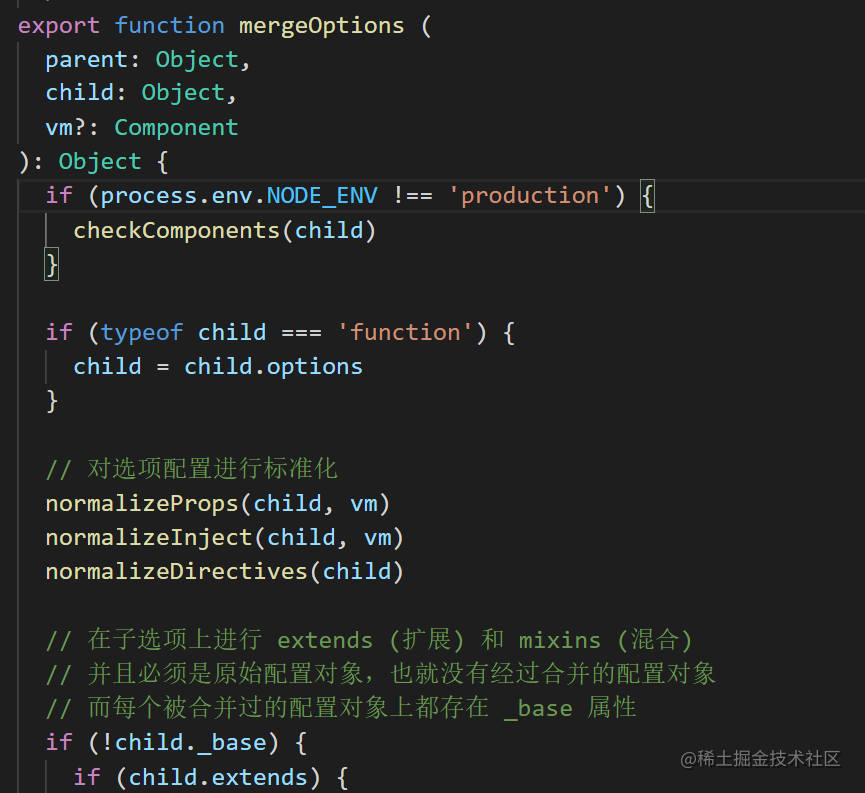 export function mergeOptions (
  parent: Object,
  child: Object,
  vm?: Component
): Object {
  if (process.env.NODE_ENV !== 'production') {
    checkComponents(child)
  }

  if (typeof child === 'function') {
    child = child.options
  }

  // 对选项配置进行标准化
  normalizeProps(child, vm)
  normalizeInject(child, vm)
  normalizeDirectives(child)

  // 在子选项上进行 extends (扩展) 和 mixins (混合)
  // 并且必须是原始配置对象，也就没有经过合并的配置对象
  // 而每个被合并过的配置对象上都存在 _base 属性
  if (!child._base) {
    if (child.extends) {
@稀土掘金技术社区